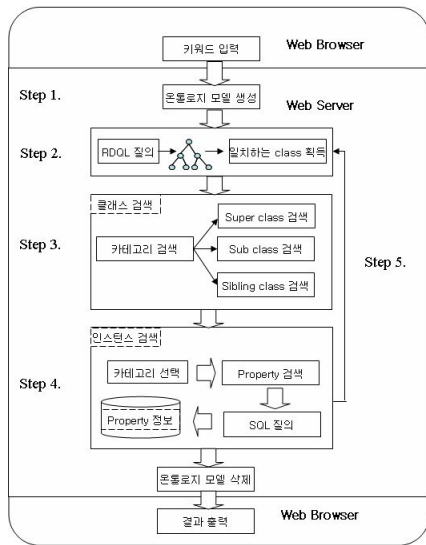 키워드 입력
Web Browser
Step 1.
온톨로지 모델 생성
Web Server
Step 2.
RDQL 질의
일치하는 class 획득
클래스 검색
Step 3.
카테고리 검색
Super class 검색
Sub class 검색
Sibling class 검색
Step 5.
인스턴스 검색
Step 4.
카테고리 선택
Property 검색
Property 정보
SQL 질의
온톨로지 모델 삭제
결과 출력
Web Browser